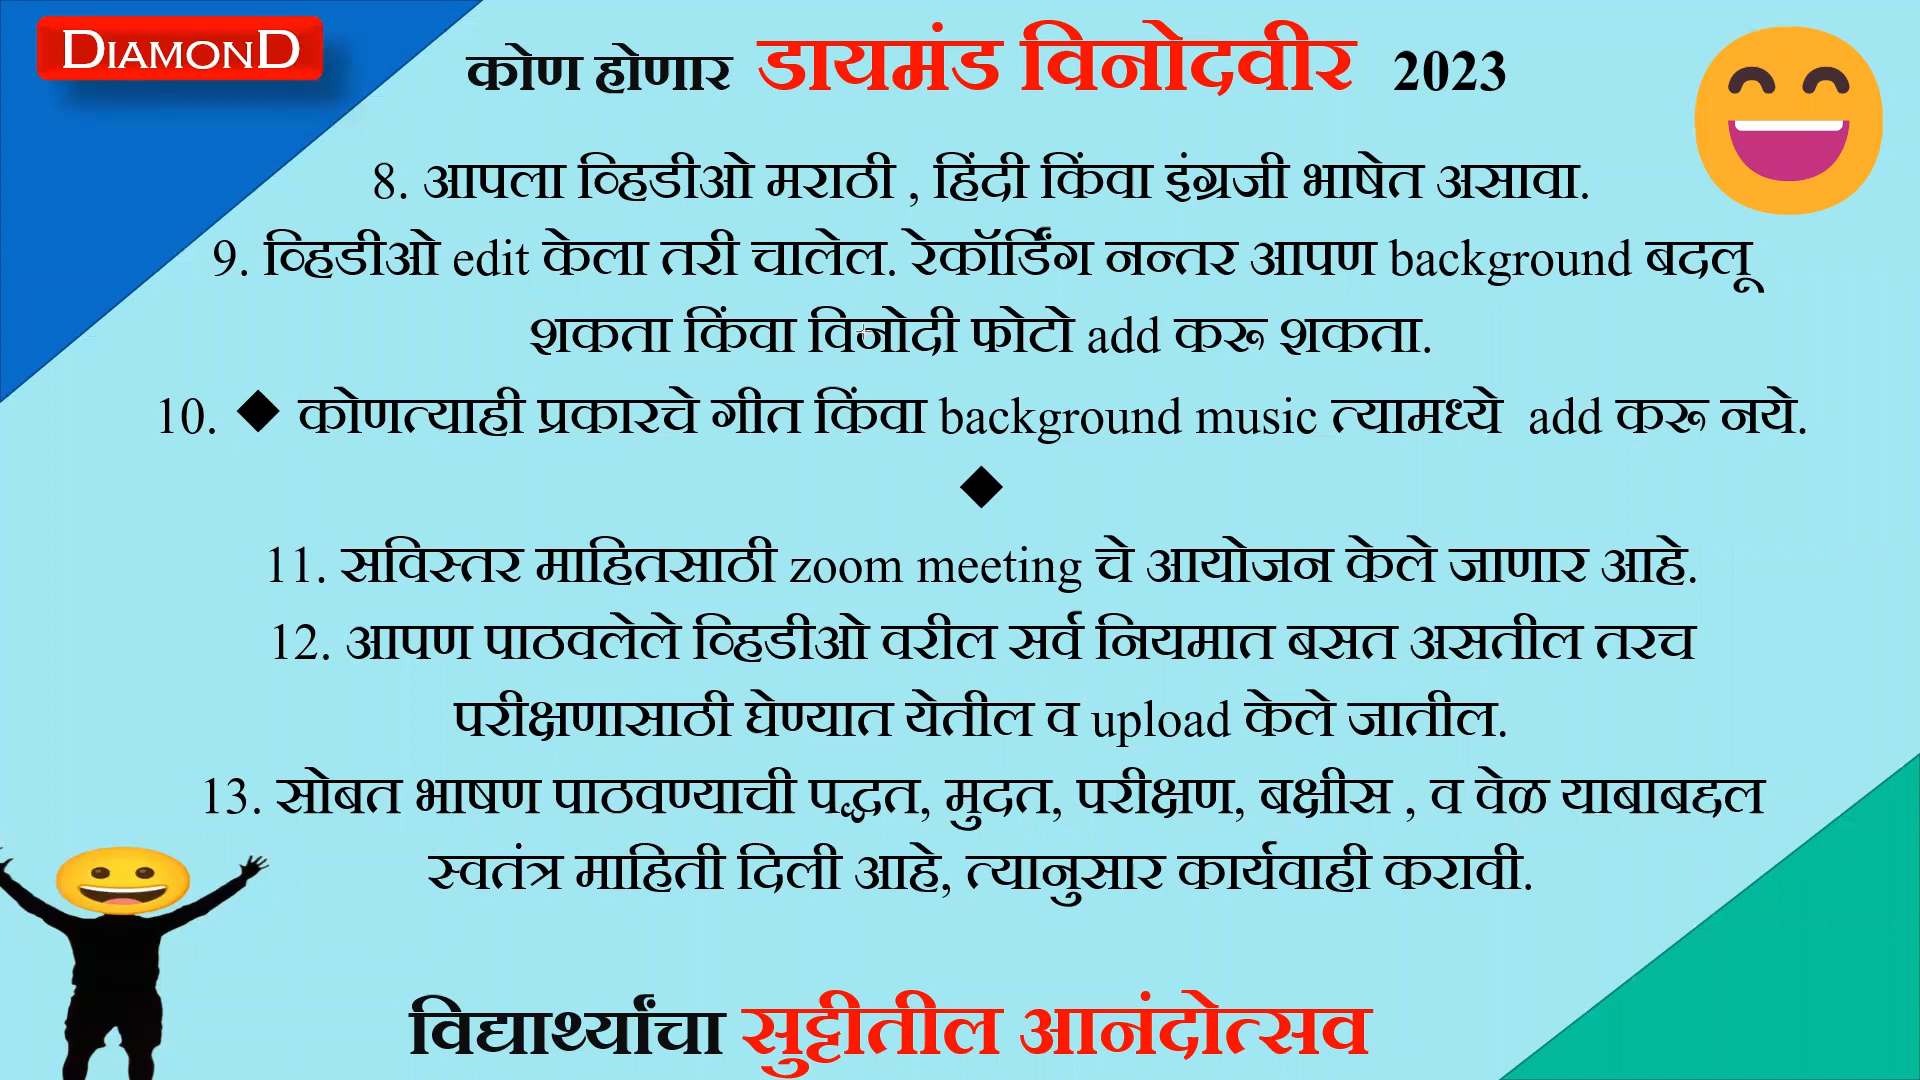 DIAMOND
कोण होणार डायमंड विनोदवीर 2023
8. आपला व्हिडीओ मराठी , हिंदी किंवा इंग्रजी भाषेत असावा.
9. व्हिडीओ edit केला तरी चालेल. रेकॉर्डिंग नन्तर आपण background बदलू
शकता किंवा विनोदी फोटो add करू शकता.
10. ◆ कोणत्याही प्रकारचे गीत किंवा background music त्यामध्ये add करू नये.
◆
11. सविस्तर माहितसाठी zoom meeting चे आयोजन केले जाणार आहे.
12. आपण पाठवलेले व्हिडीओ वरील सर्व नियमात बसत असतील तरच
परीक्षणासाठी घेण्यात येतील व upload केले जातील.
13. सोबत भाषण पाठवण्याची पद्धत, मुदत, परीक्षण, बक्षीस , व वेळ याबाबद्दल
स्वतंत्र माहिती दिली आहे, त्यानुसार कार्यवाही करावी.
विद्यार्थ्यांचा सुट्टीतील आनंदोत्सव